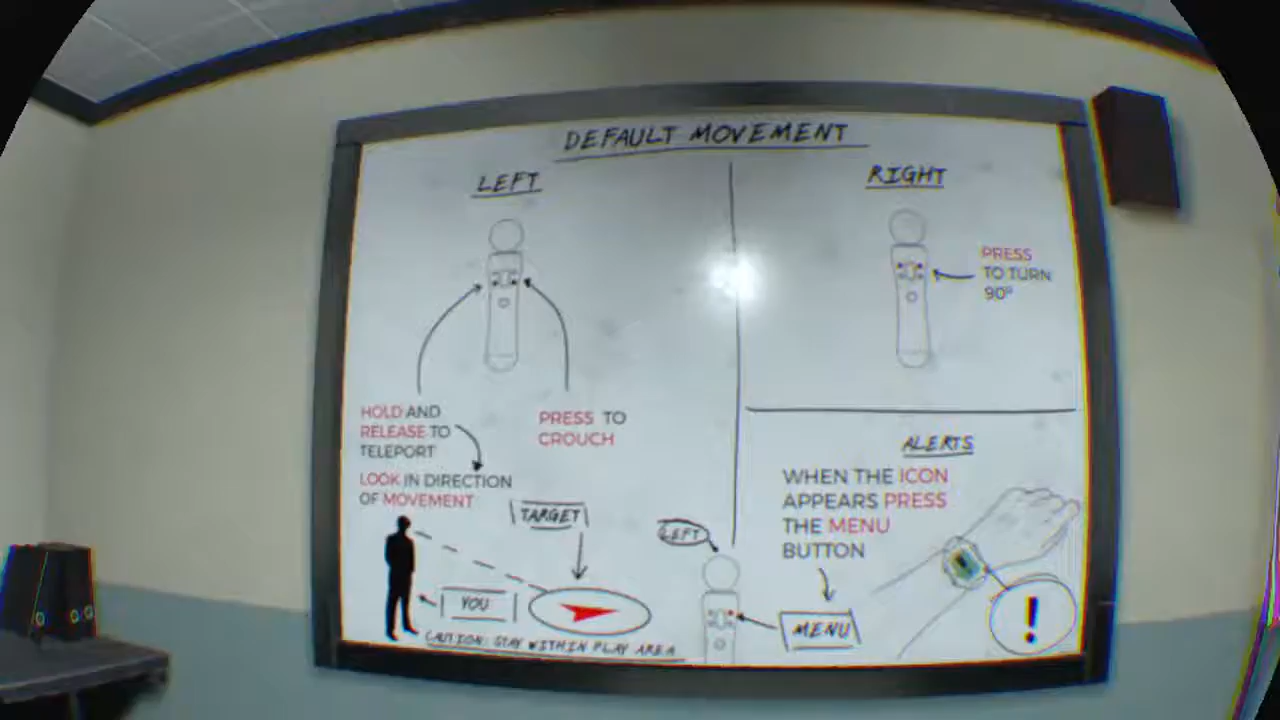 DEFAULT MOVEMENT
LEFT
HOLD AND
RELEASE TO
TELEPORT
LOOK IN DIRECTION
OF MOVEMENT
PRESS TO
CROUCH
TARGET
YOU
CAUTION: STAY WITHIN PLAY AREA
RIGHT
PRESS
TO TURN
90º
ALERTS
WHEN THE ICON
APPEARS PRESS
THE MENU
BUTTON
LEFT
MENU
!